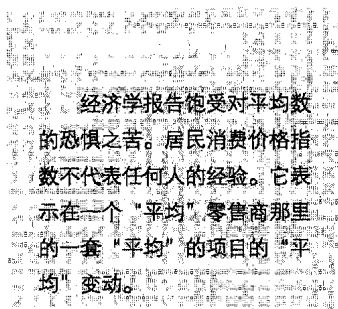 经济学报告饱受对平均数
的恐惧之苦。居民消费价格指
数不代表任何人的经验。它表
示在一个“平均”零售商那里
的一套“平均”的项目的“平
均”变动。